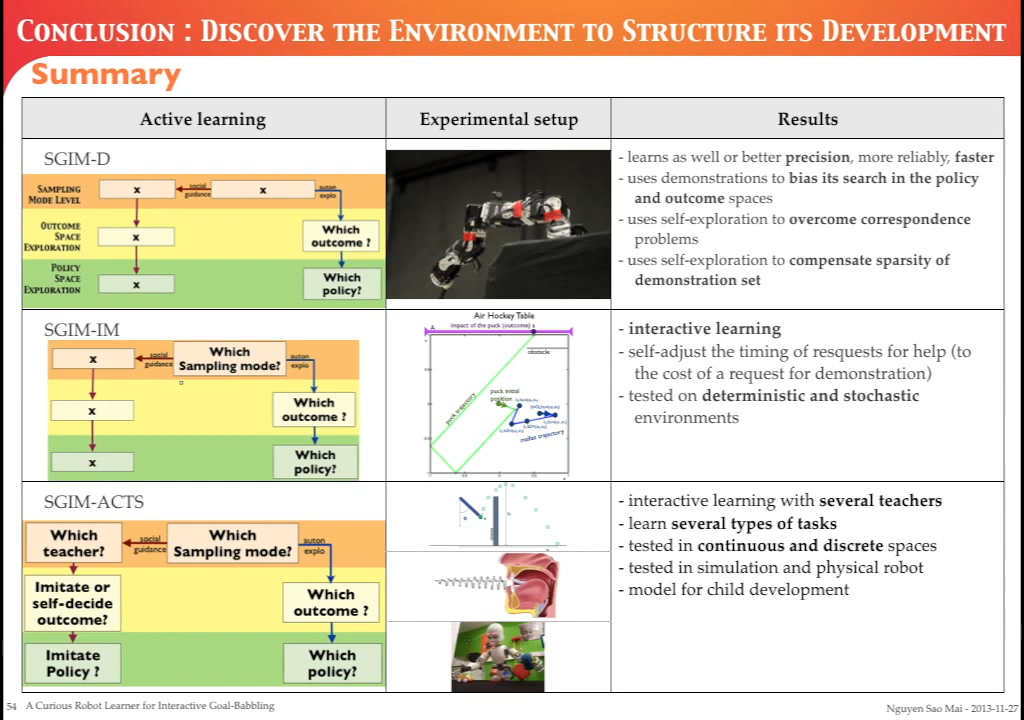 CONCLUSION : DISCOVER THE ENVIRONMENT TO STRUCTURE ITS DEVELOPMENT
Summary
Active learning
Experimental setup
Results
SGIM-D
SAMPLING
MODE LEVEL
x
social
guidance
x
auton
explo
OUTCOME
SPACE
EXPLORATION
x
Which
outcome ?
POLICY
SPACE
EXPLORATION
x
Which
policy?
- learns as well or better precision, more reliably, faster
- uses demonstrations to bias its search in the policy
and outcome spaces
- uses self-exploration to overcome correspondence
problems
- uses self-exploration to compensate sparsity of
demonstration set
SGIM-IM
x
social
guidance
Which
Sampling mode?
auton
explo
x
Which
outcome ?
x
Which
policy?
Air Hockey Table
impact of the puck (outcome)
obstacle
puck initial
position
puck trajectory
mallet trajectory
- interactive learning
- self-adjust the timing of resquests for help (to
the cost of a request for demonstration)
- tested on deterministic and stochastic
environments
SGIM-ACTS
Which
teacher?
social
guidance
Which
Sampling mode?
auton
explo
Imitate or
self-decide
outcome?
Which
outcome ?
Imitate
Policy ?
Which
policy?
- interactive learning with several teachers
- learn several types of tasks
- tested in continuous and discrete spaces
- tested in simulation and physical robot
- model for child development
54 A Curious Robot Learner for Interactive Goal-Babbling
Nguyen Sao Mai - 2013-11-27